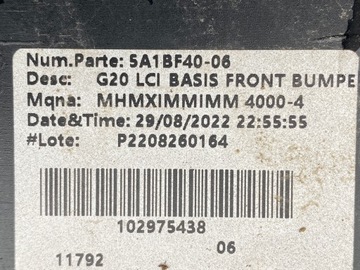 Num.Parte: 5A1BF40-06
Desc: G20 LCI BASIS FRONT BUMPE
Mqna: MHMXIMMIMM 4000-4
Date&Time: 29/08/2022 22:55:55
#Lote: P2208260164
102975438
06
11792